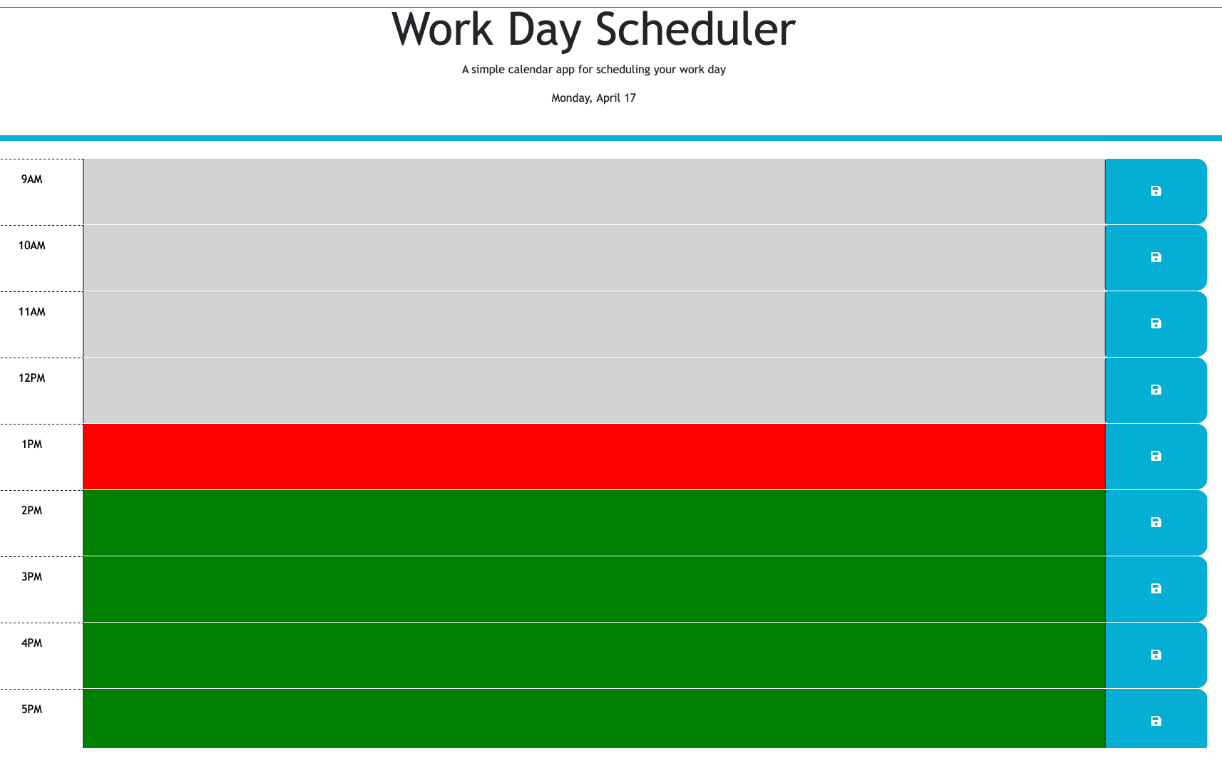 Work Day Scheduler
A simple calendar app for scheduling your work day
Monday, April 17
9AM
10AM
11AM
12PM
1PM
2PM
3PM
4PM
5PM